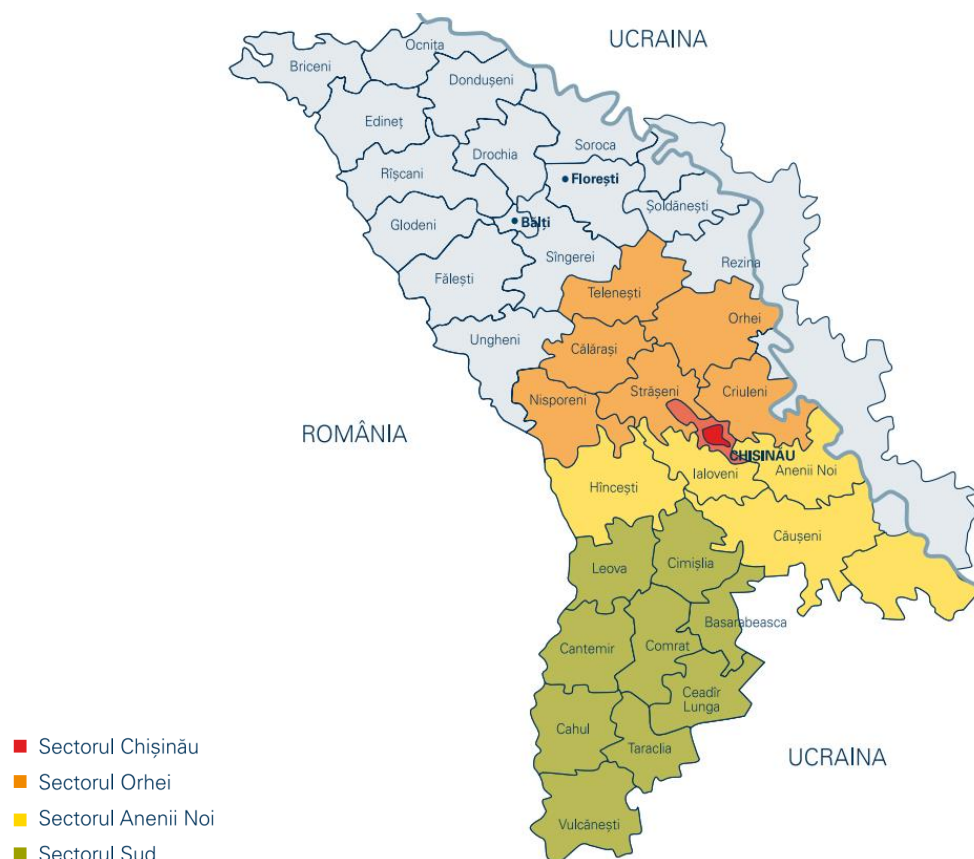 UCRAINA
Ocnița
Briceni
Dondușeni
Edineț
Soroca
Drochia
Rîșcani
Florești
Șoldănești
Glodeni
Bălți
Sîngerei
Rezina
Fălești
Telenești
Orhei
Ungheni
Călărași
Strășeni
Criuleni
Nisporeni
ROMÂNIA
CHIȘINĂU
Ialoveni
Anenii Noi
Hîncești
Căușeni
Leova
Cimișlia
Basarabeasca
Cantemir
Comrat
Ceadîr
Lunga
Cahul
Taraclia
UCRAINA
Vulcănești
Sectorul Chișinău
Sectorul Orhei
Sectorul Anenii Noi
Sectorul Sud